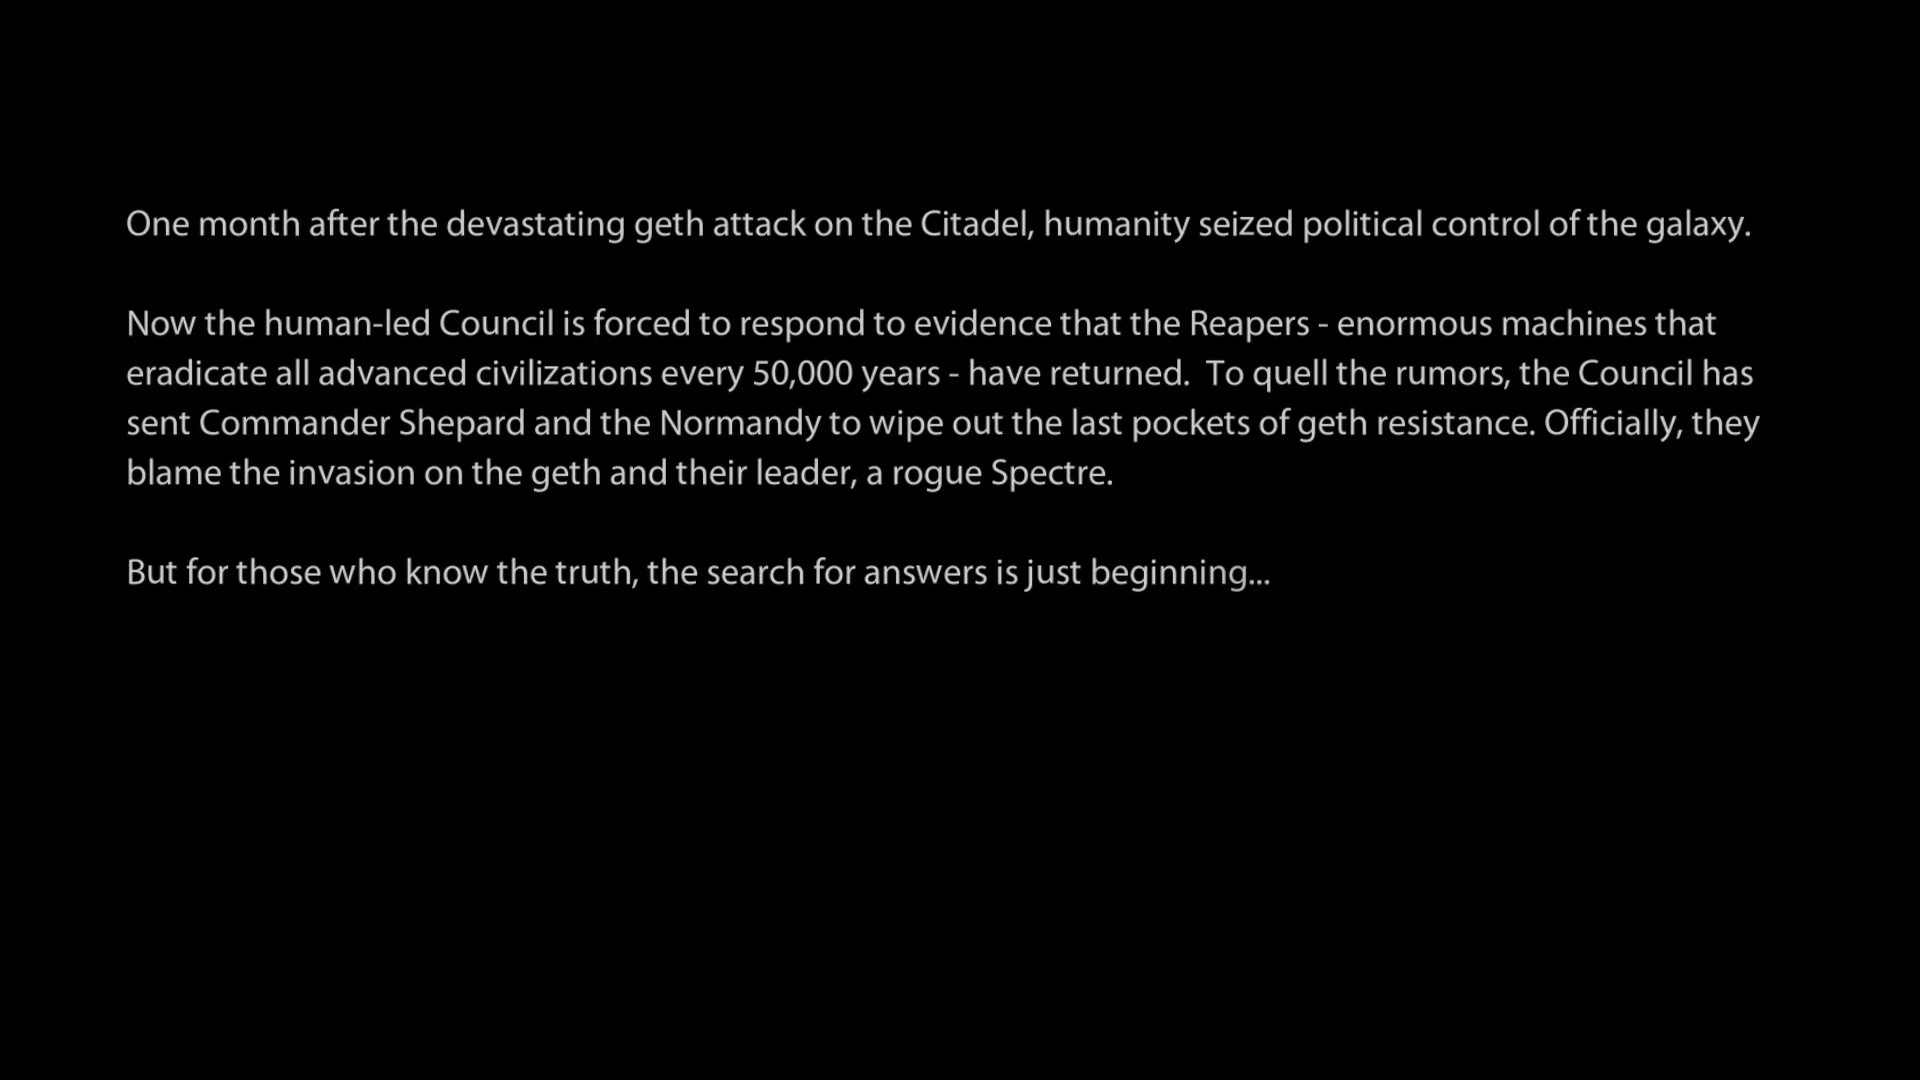 One month after the devastating geth attack on the Citadel, humanity seized political control of the galaxy.
Now the human-led Council is forced to respond to evidence that the Reapers - enormous machines that
eradicate all advanced civilizations every 50,000 years - have returned.  To quell the rumors, the Council has
sent Commander Shepard and the Normandy to wipe out the last pockets of geth resistance. Officially, they
blame the invasion on the geth and their leader, a rogue Spectre.
But for those who know the truth, the search for answers is just beginning...